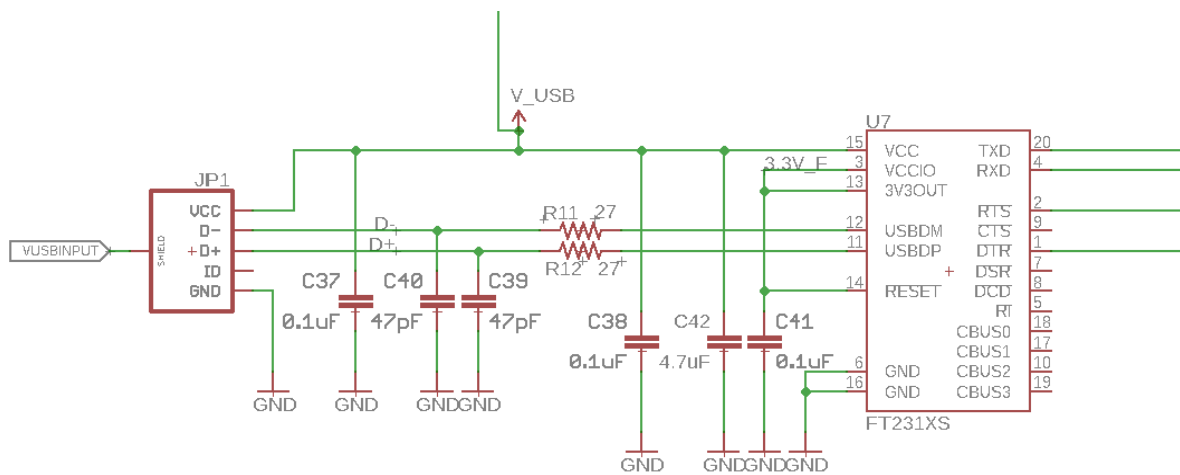 V_USB
U7
15 VCC TXD 20
3.3V_F 3 VCCIO RXD 4
13 3V3OUT
JP1
VCC
R11 27
RTS 2
D- D- 12 USBDM CTS 9
VUSBINPUT SHIELD D+ D+ 11 USBDP DTR 1
R12 27
ID DSR 7
GND C37 C40 C39 14 RESET DCD 8
RI 5
0.1uF 47pF 47pF C38 C42 C41 CBUS0 18
CBUS1 17
0.1uF 4.7uF 0.1uF
6 GND CBUS2 10
16 GND CBUS3 19
GND GND GND GND
FT231XS
GND GND GND GND